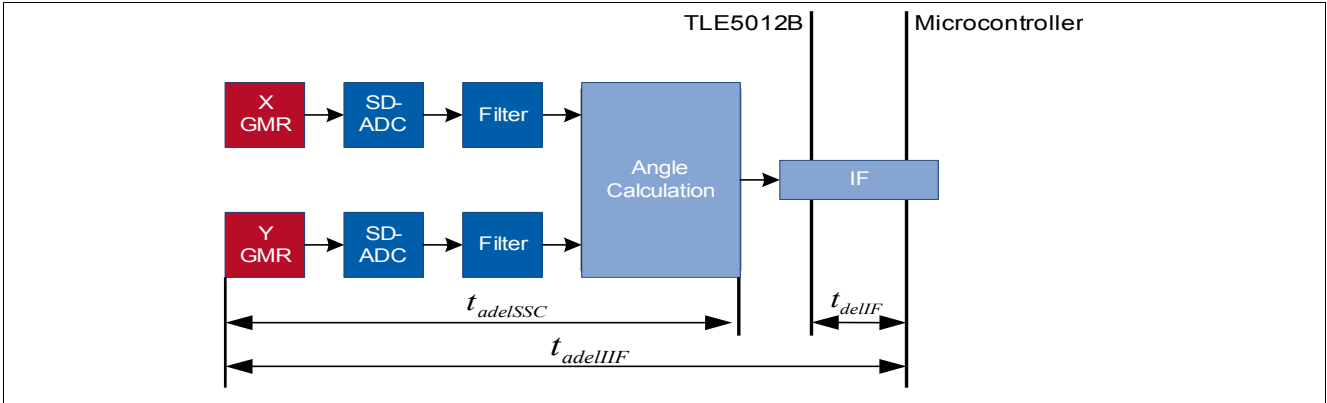 TLE5012B
Microcontroller
X
GMR
SD-
ADC
Filter
Angle
Calculation
IF
Y
GMR
SD-
ADC
Filter
t_adelSSC
t_delIF
t_adelIIF